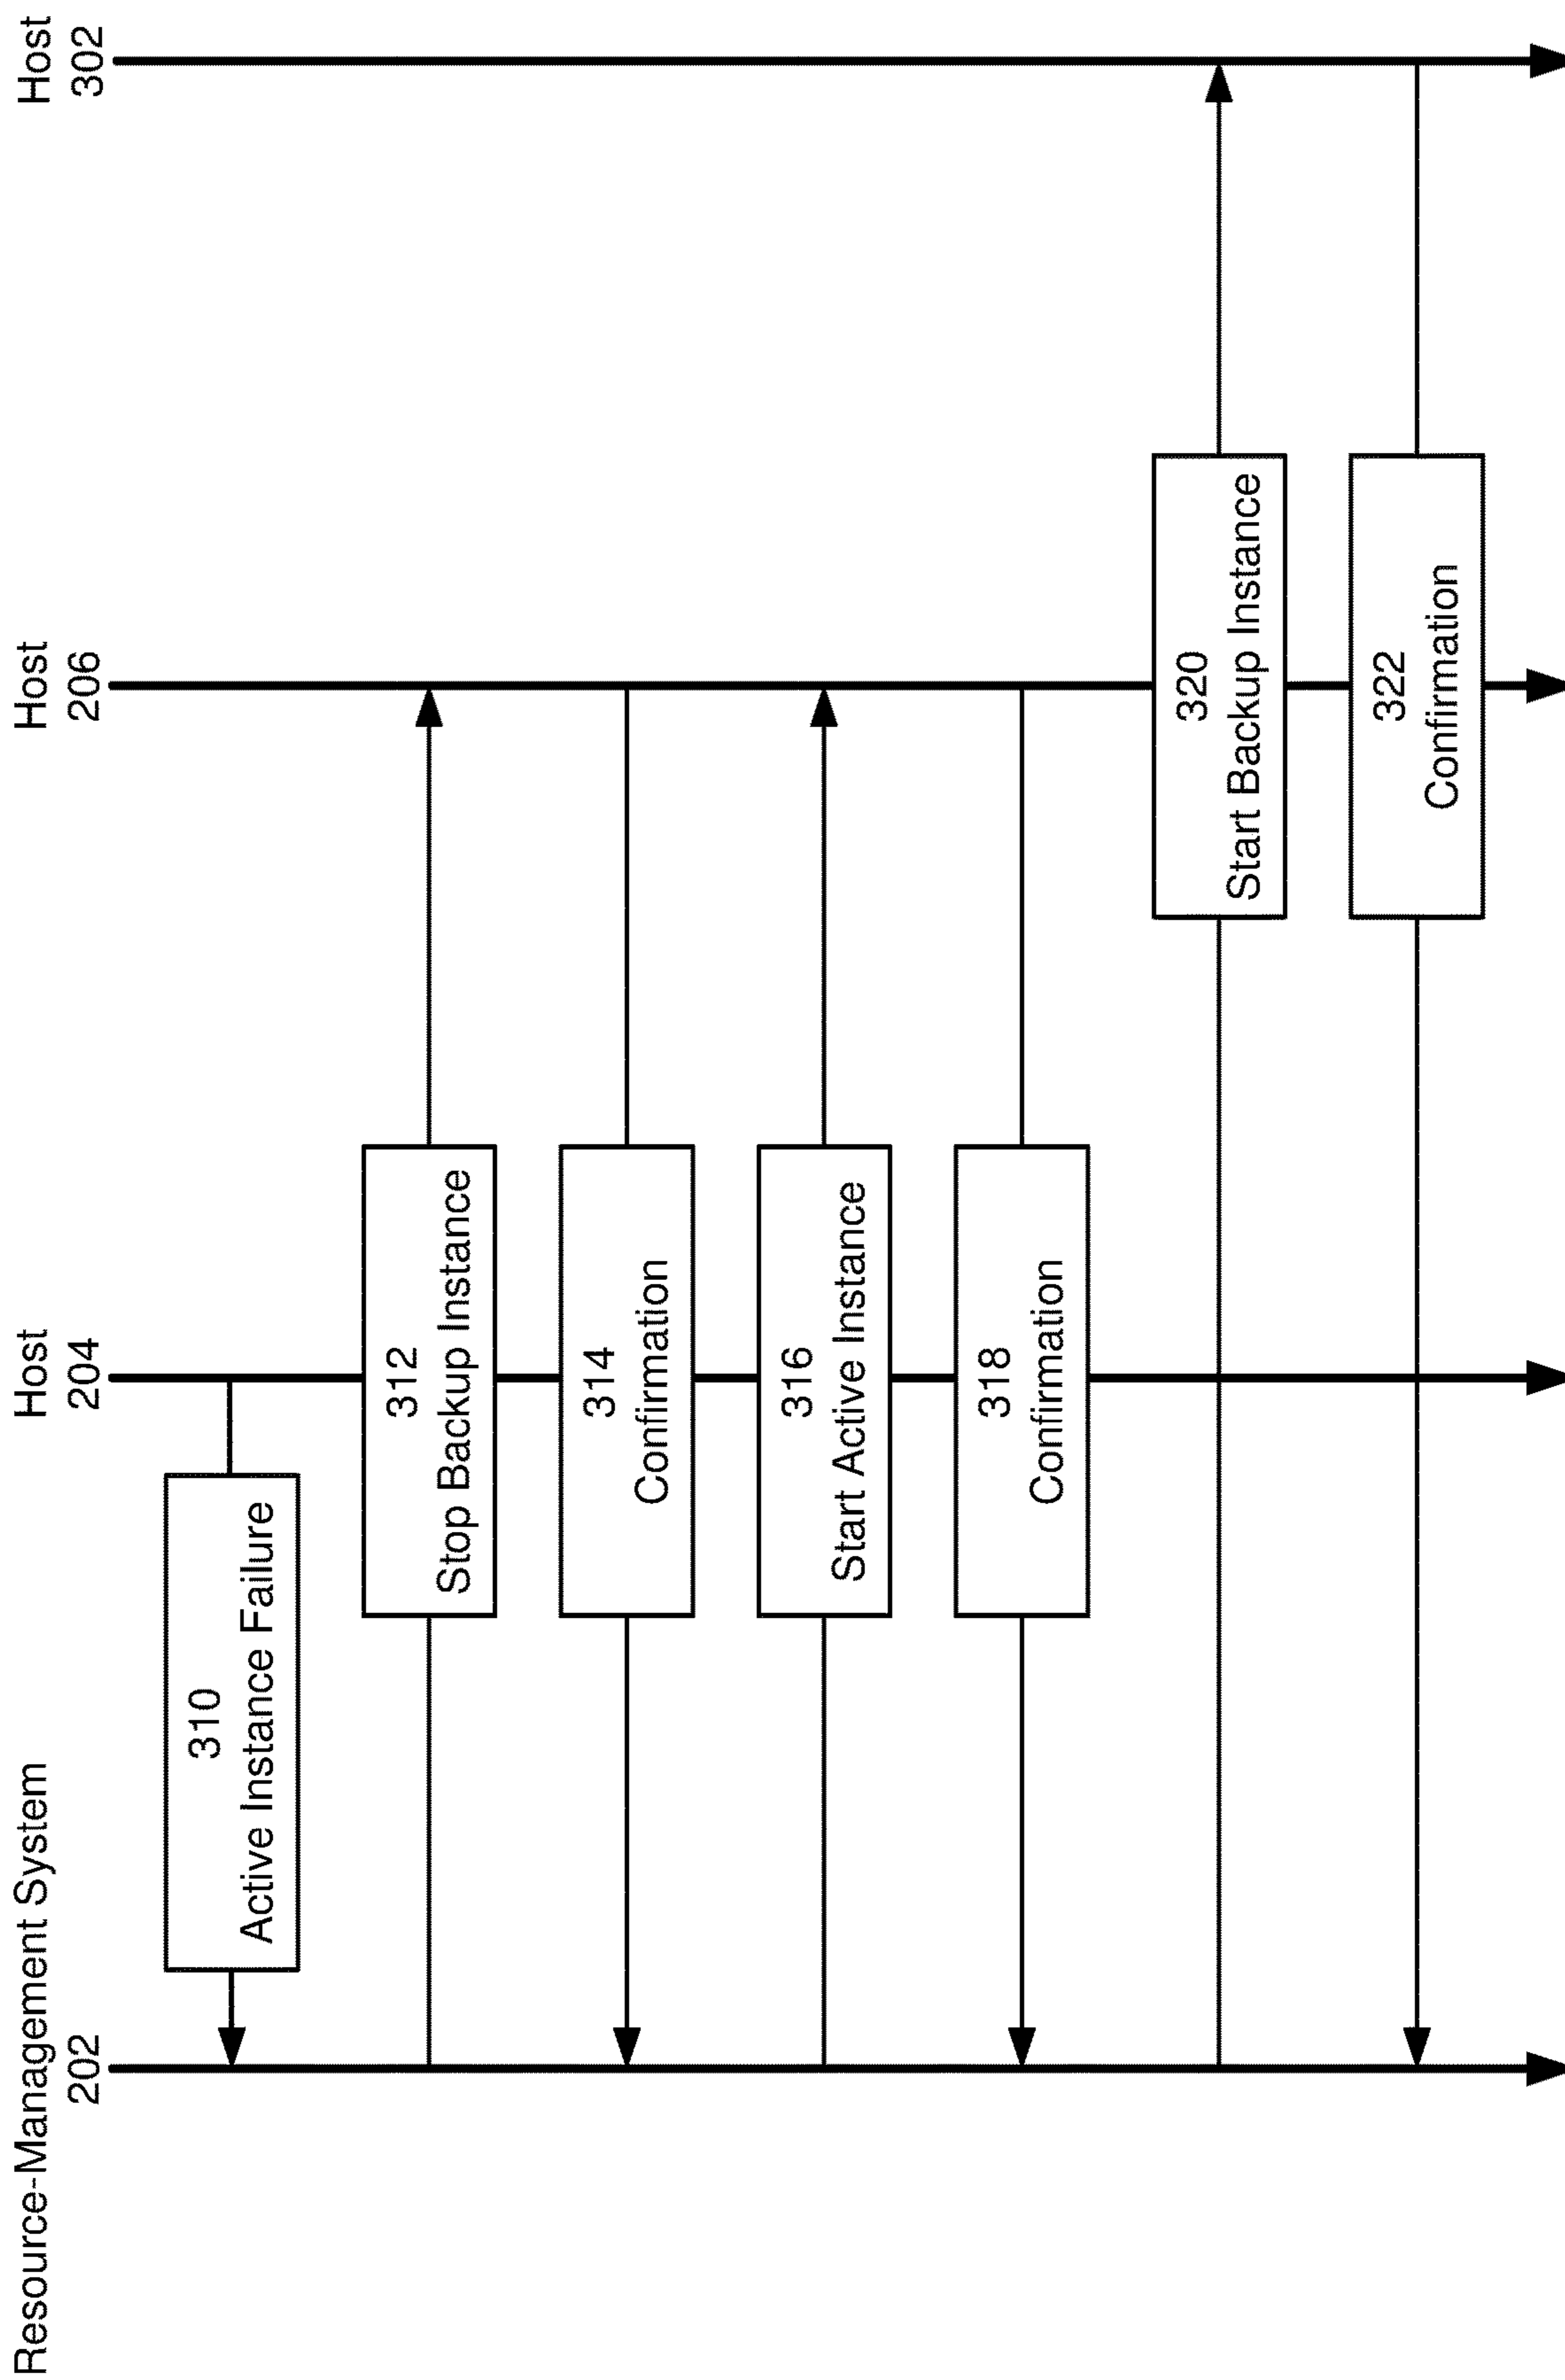 Resource-Management System
202
Host
204
Host
206
Host
302
310
Active Instance Failure
312
Stop Backup Instance
314
Confirmation
316
Start Active Instance
318
Confirmation
320
Start Backup Instance
322
Confirmation